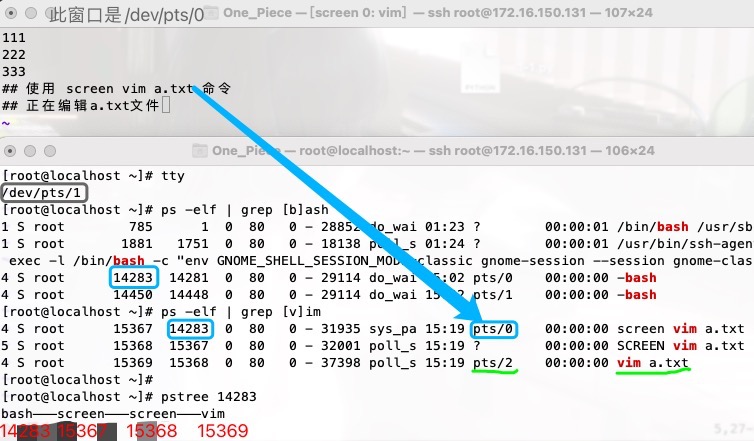 此窗口是/dev/pts/0
One_Piece — [screen 0: vim] — ssh root@172.16.150.131 — 107×24
111
222
333
## 使用 screen vim a.txt 命令
## 正在编辑a.txt文件
~
One_Piece — root@localhost:~ — ssh root@172.16.150.131 — 106×24
[root@localhost ~]# tty
/dev/pts/1
[root@localhost ~]# ps -elf | grep [b]ash
1 S root 785 1 0 80 0 - 28852 do_wai 01:23 ? 00:00:01 /bin/bash /usr/sb
1 S root 1881 1751 0 80 0 - 18138 poll_s 01:24 ? 00:00:01 /usr/bin/ssh-agen
exec -l /bin/bash -c "env GNOME_SHELL_SESSION_MODE=classic gnome-session --session gnome-clas
4 S root 14283 14281 0 80 0 - 29114 do_wai 15:02 pts/0 00:00:00 -bash
4 S root 14450 14448 0 80 0 - 29114 do_wai pts/1 00:00:00 -bash
[root@localhost ~]# ps -elf | grep [v]im
4 S root 15367 14283 0 80 0 - 31935 sys_pa 15:19 pts/0 00:00:00 screen vim a.txt
5 S root 15368 15367 0 80 0 - 32001 poll_s 15:19 ? 00:00:00 SCREEN vim a.txt
4 S root 15369 15368 0 80 0 - 37398 poll_s 15:19 pts/2 00:00:00 vim a.txt
[root@localhost ~]#
[root@localhost ~]# pstree 14283
bash───screen───screen───vim
14283 15367 15368 15369
5,27